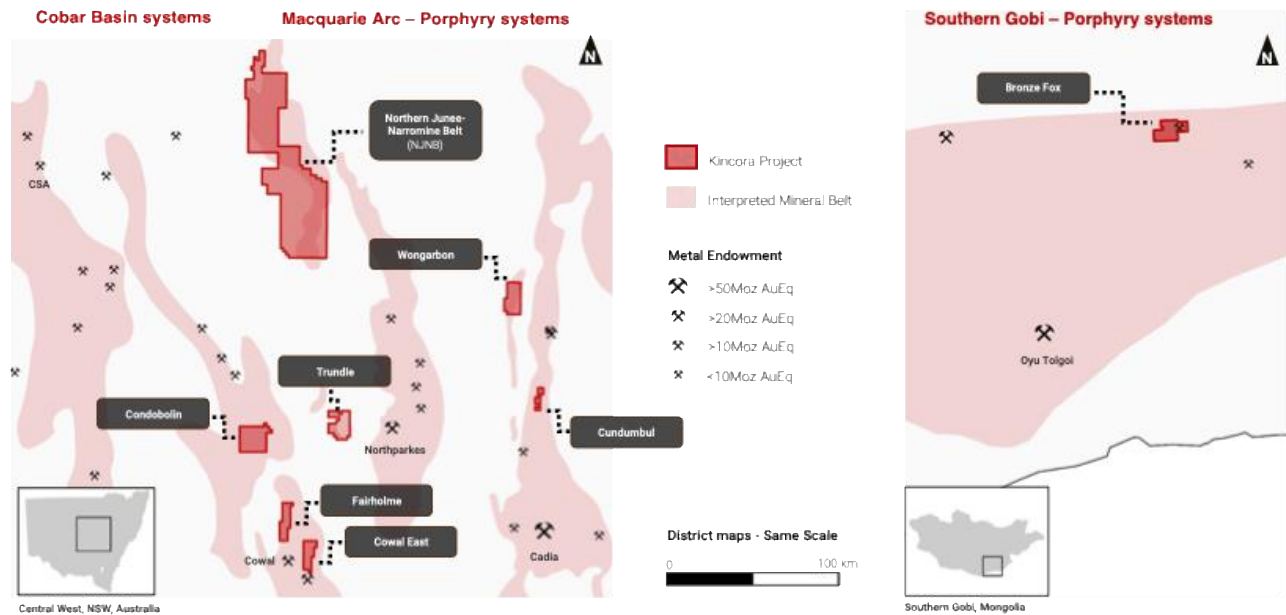 Cobar Basin systems
Macquarie Arc – Porphyry systems
Southern Gobi – Porphyry systems
N
N
Bronze Fox
Northern Junee-
Narromine Belt
(NJNB)
CSA
Kincora Project
Interpreted Mineral Belt
Wongarbon
Metal Endowment
>50Moz AuEq
>20Moz AuEq
>10Moz AuEq
<10Moz AuEq
Oyu Tolgoi
Trundle
Condobolin
Cundumbul
Northparkes
Fairholme
Cowal East
Cowal
Cadia
District maps - Same Scale
0
100 km
Central West, NSW, Australia
Southern Gobi, Mongolia